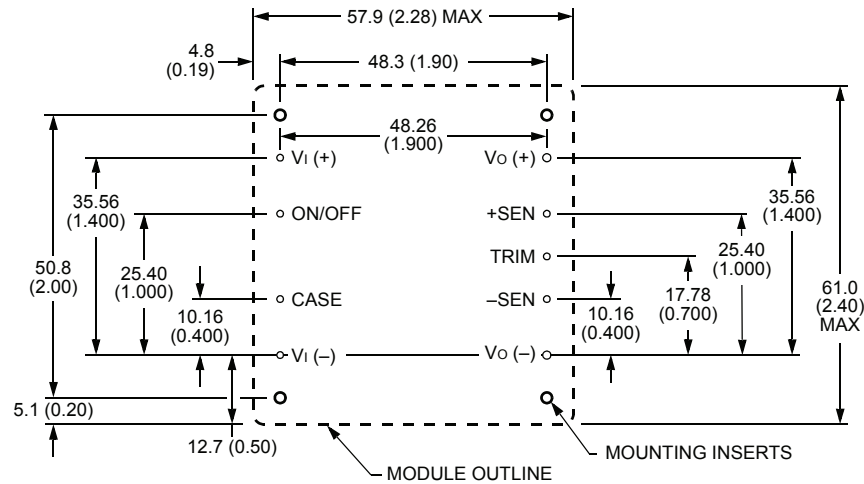 57.9 (2.28) MAX
4.8
(0.19)
48.3 (1.90)
48.26
(1.900)
VI (+)
VO (+)
35.56
(1.400)
35.56
(1.400)
ON/OFF
+SEN
TRIM
50.8
(2.00)
25.40
(1.000)
25.40
(1.000)
61.0
(2.40)
MAX
CASE
–SEN
10.16
(0.400)
10.16
(0.400)
17.78
(0.700)
VI (–)
VO (–)
5.1 (0.20)
12.7 (0.50)
MOUNTING INSERTS
MODULE OUTLINE